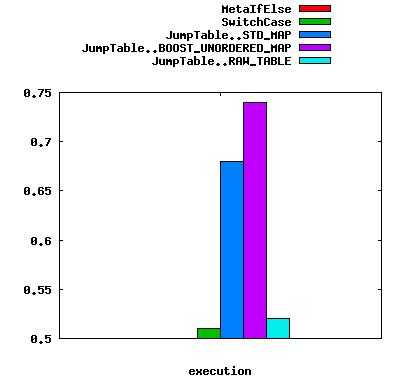 MetaIfElse
SwitchCase
JumpTable..STD_MAP
JumpTable..BOOST_UNORDERED_MAP
JumpTable..RAW_TABLE
0.75
0.7
0.65
0.6
0.55
0.5
execution